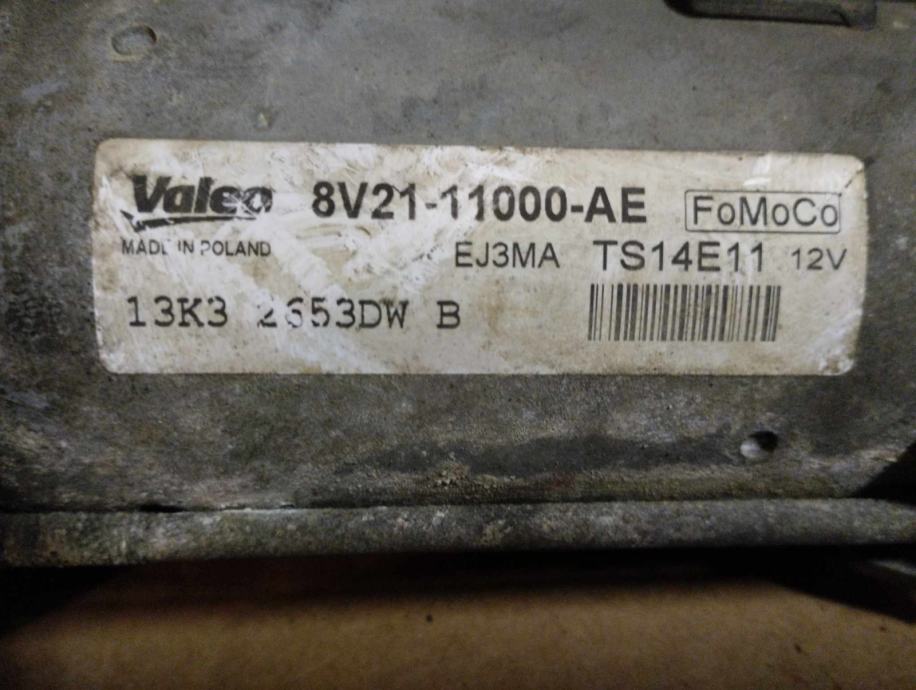 Valeo 8V21-11000-AE FoMoCo
MADE IN POLAND EJ3MA TS14E11 12V
13K3 2653DW B